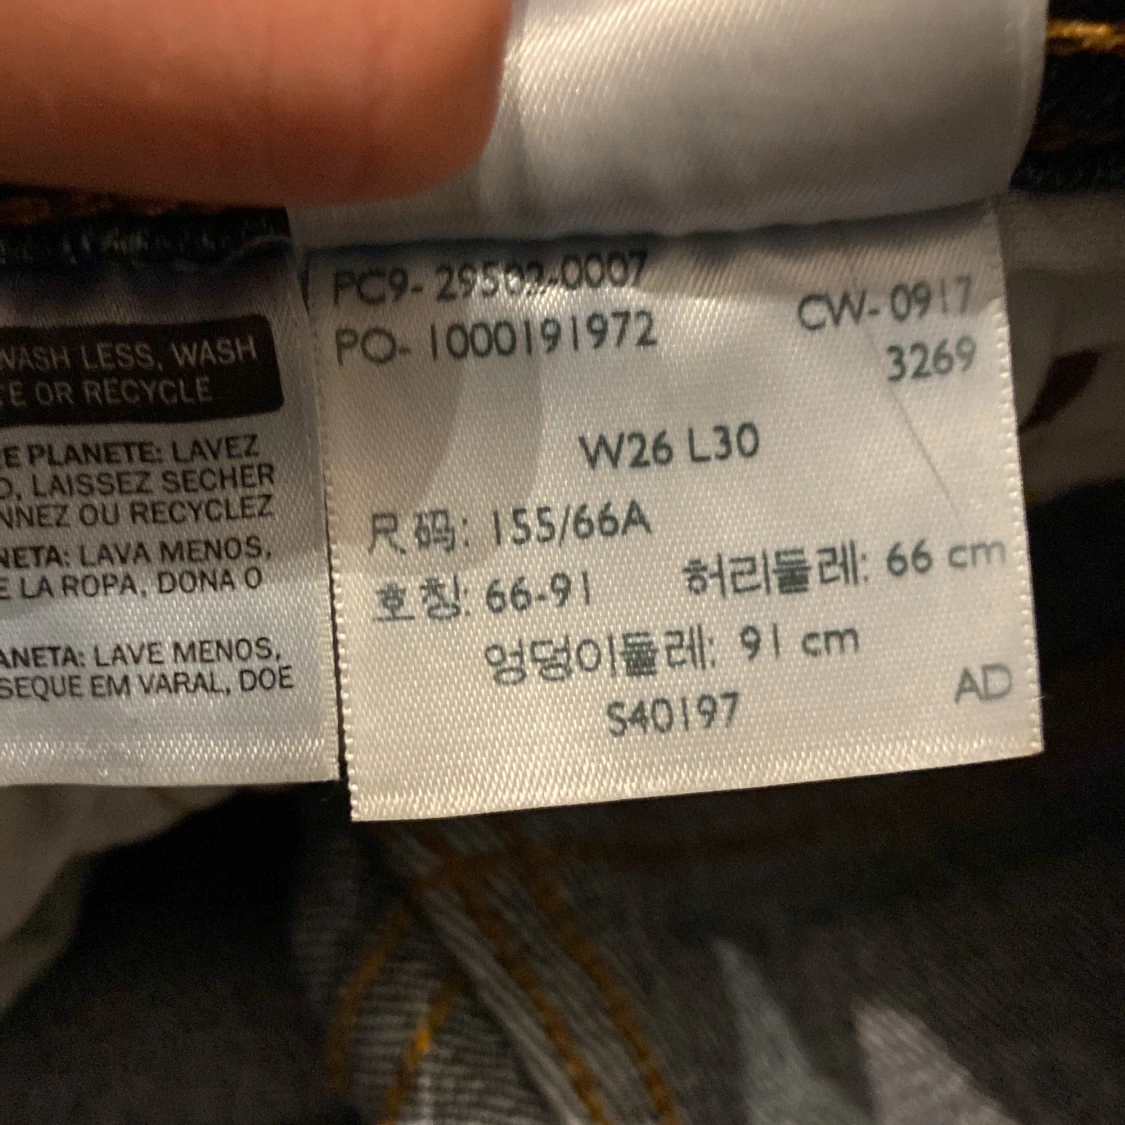 WASH LESS, WASH
E OR RECYCLE
E PLANETE: LAVEZ
, LAISSEZ SECHER
NNEZ OU RECYCLEZ
NETA: LAVA MENOS,
E LA ROPA, DONA O
ANETA: LAVE MENOS,
SEQUE EM VARAL, DOE
PC9-29502-0007
PO-1000191972
CW-0917
3269
W26 L30
尺码: 155/66A
호칭: 66-91 허리둘레: 66 cm
엉덩이둘레: 91 cm
S40197
AD